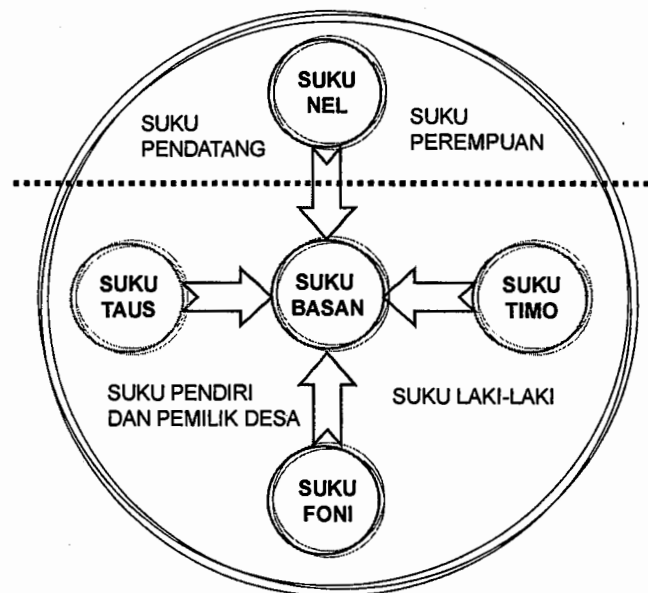 SUKU
NEL
SUKU
PENDATANG
SUKU
PEREMPUAN
SUKU
TAUS
SUKU
BASAN
SUKU
TIMO
SUKU PENDIRI
DAN PEMILIK DESA
SUKU LAKI-LAKI
SUKU
FONI